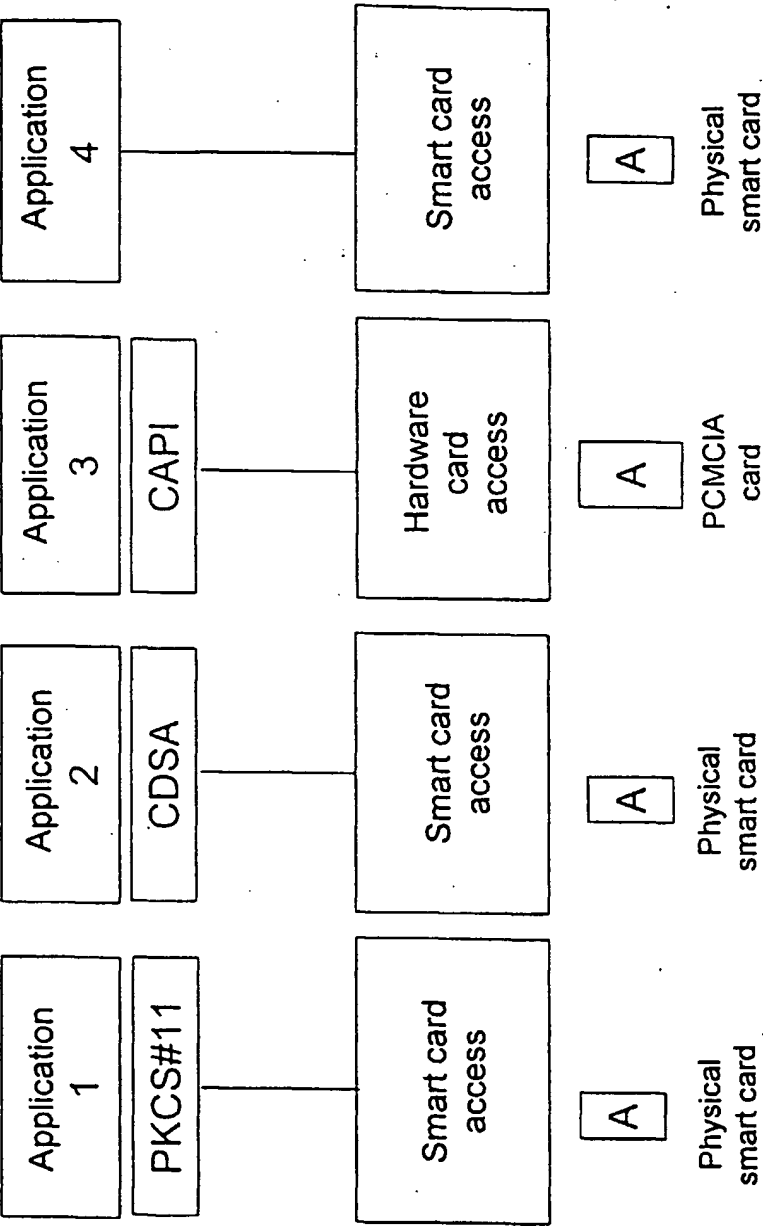 Application
1
PKCS#11
Smart card
access
A
Physical
smart card
Application
2
CDSA
Smart card
access
A
Physical
smart card
Application
3
CAPI
Hardware
card
access
A
PCMCIA
card
Application
4
Smart card
access
A
Physical
smart card